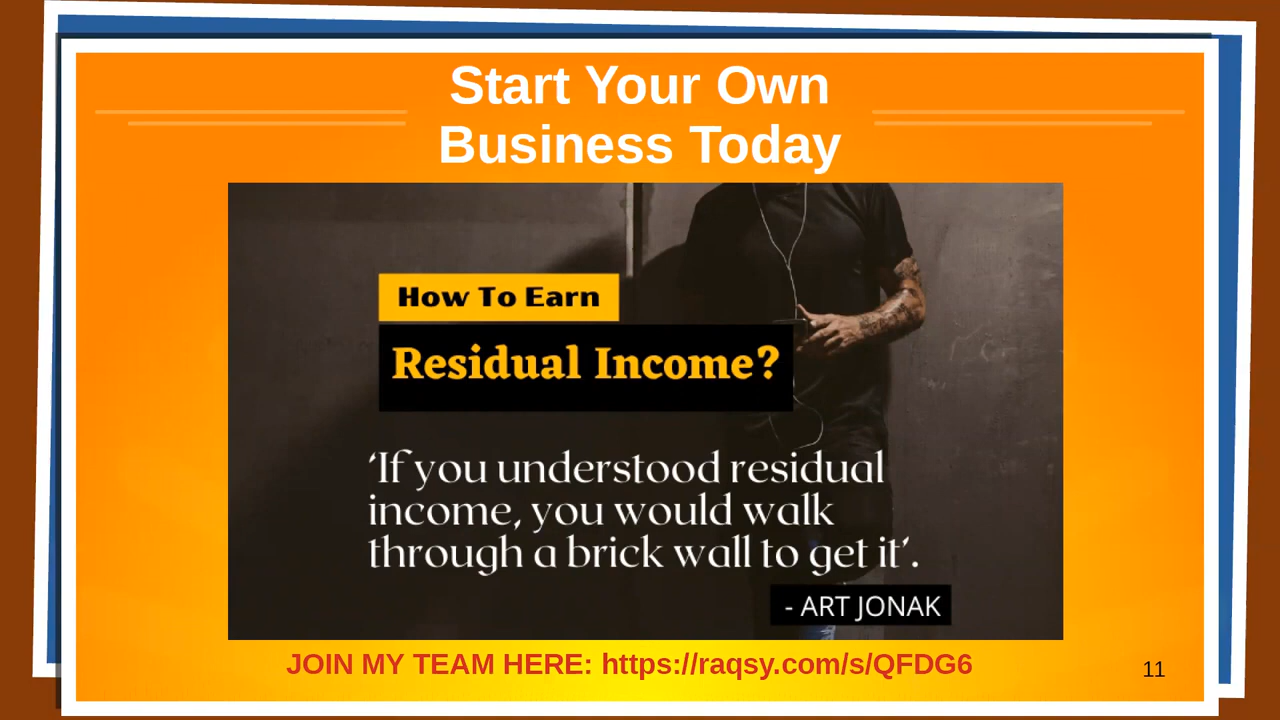 Start Your Own
Business Today
How To Earn
Residual Income?
‘If you understood residual
income, you would walk
through a brick wall to get it’.
- ART JONAK
JOIN MY TEAM HERE: https://raqsy.com/s/QFDG6
11